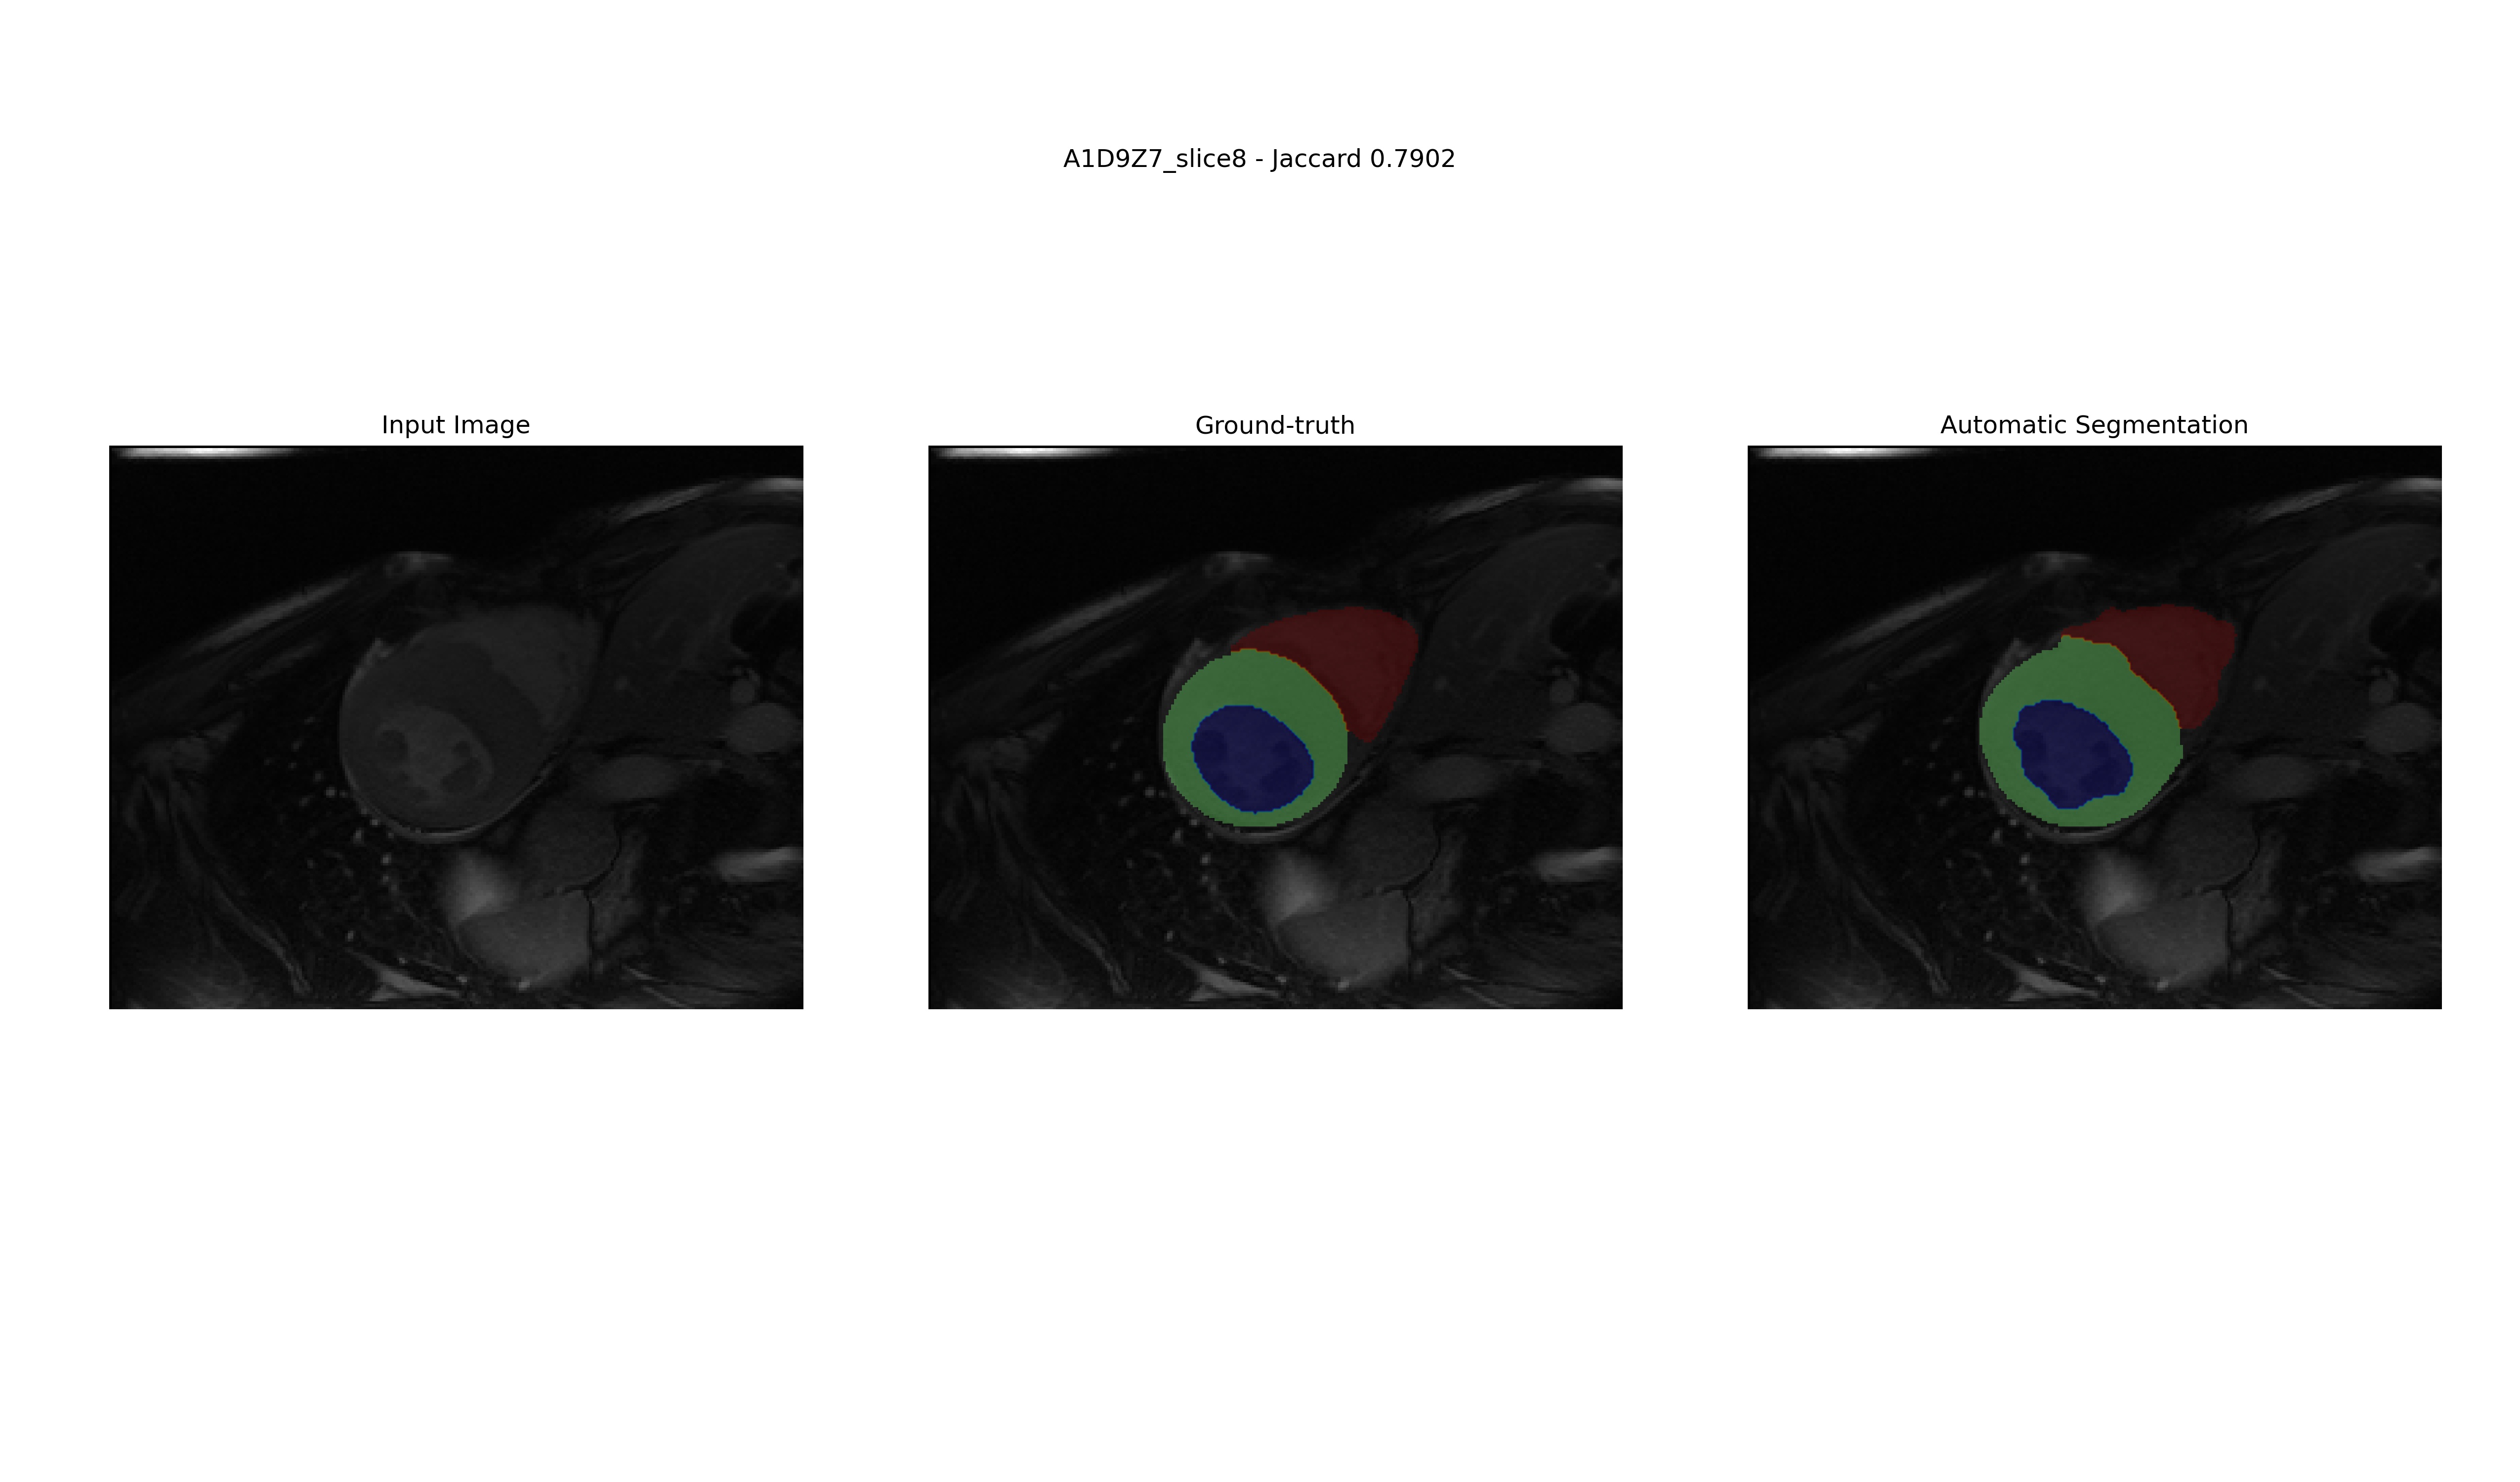 A1D9Z7_slice8 - Jaccard 0.7902
Input Image
Ground-truth
Automatic Segmentation